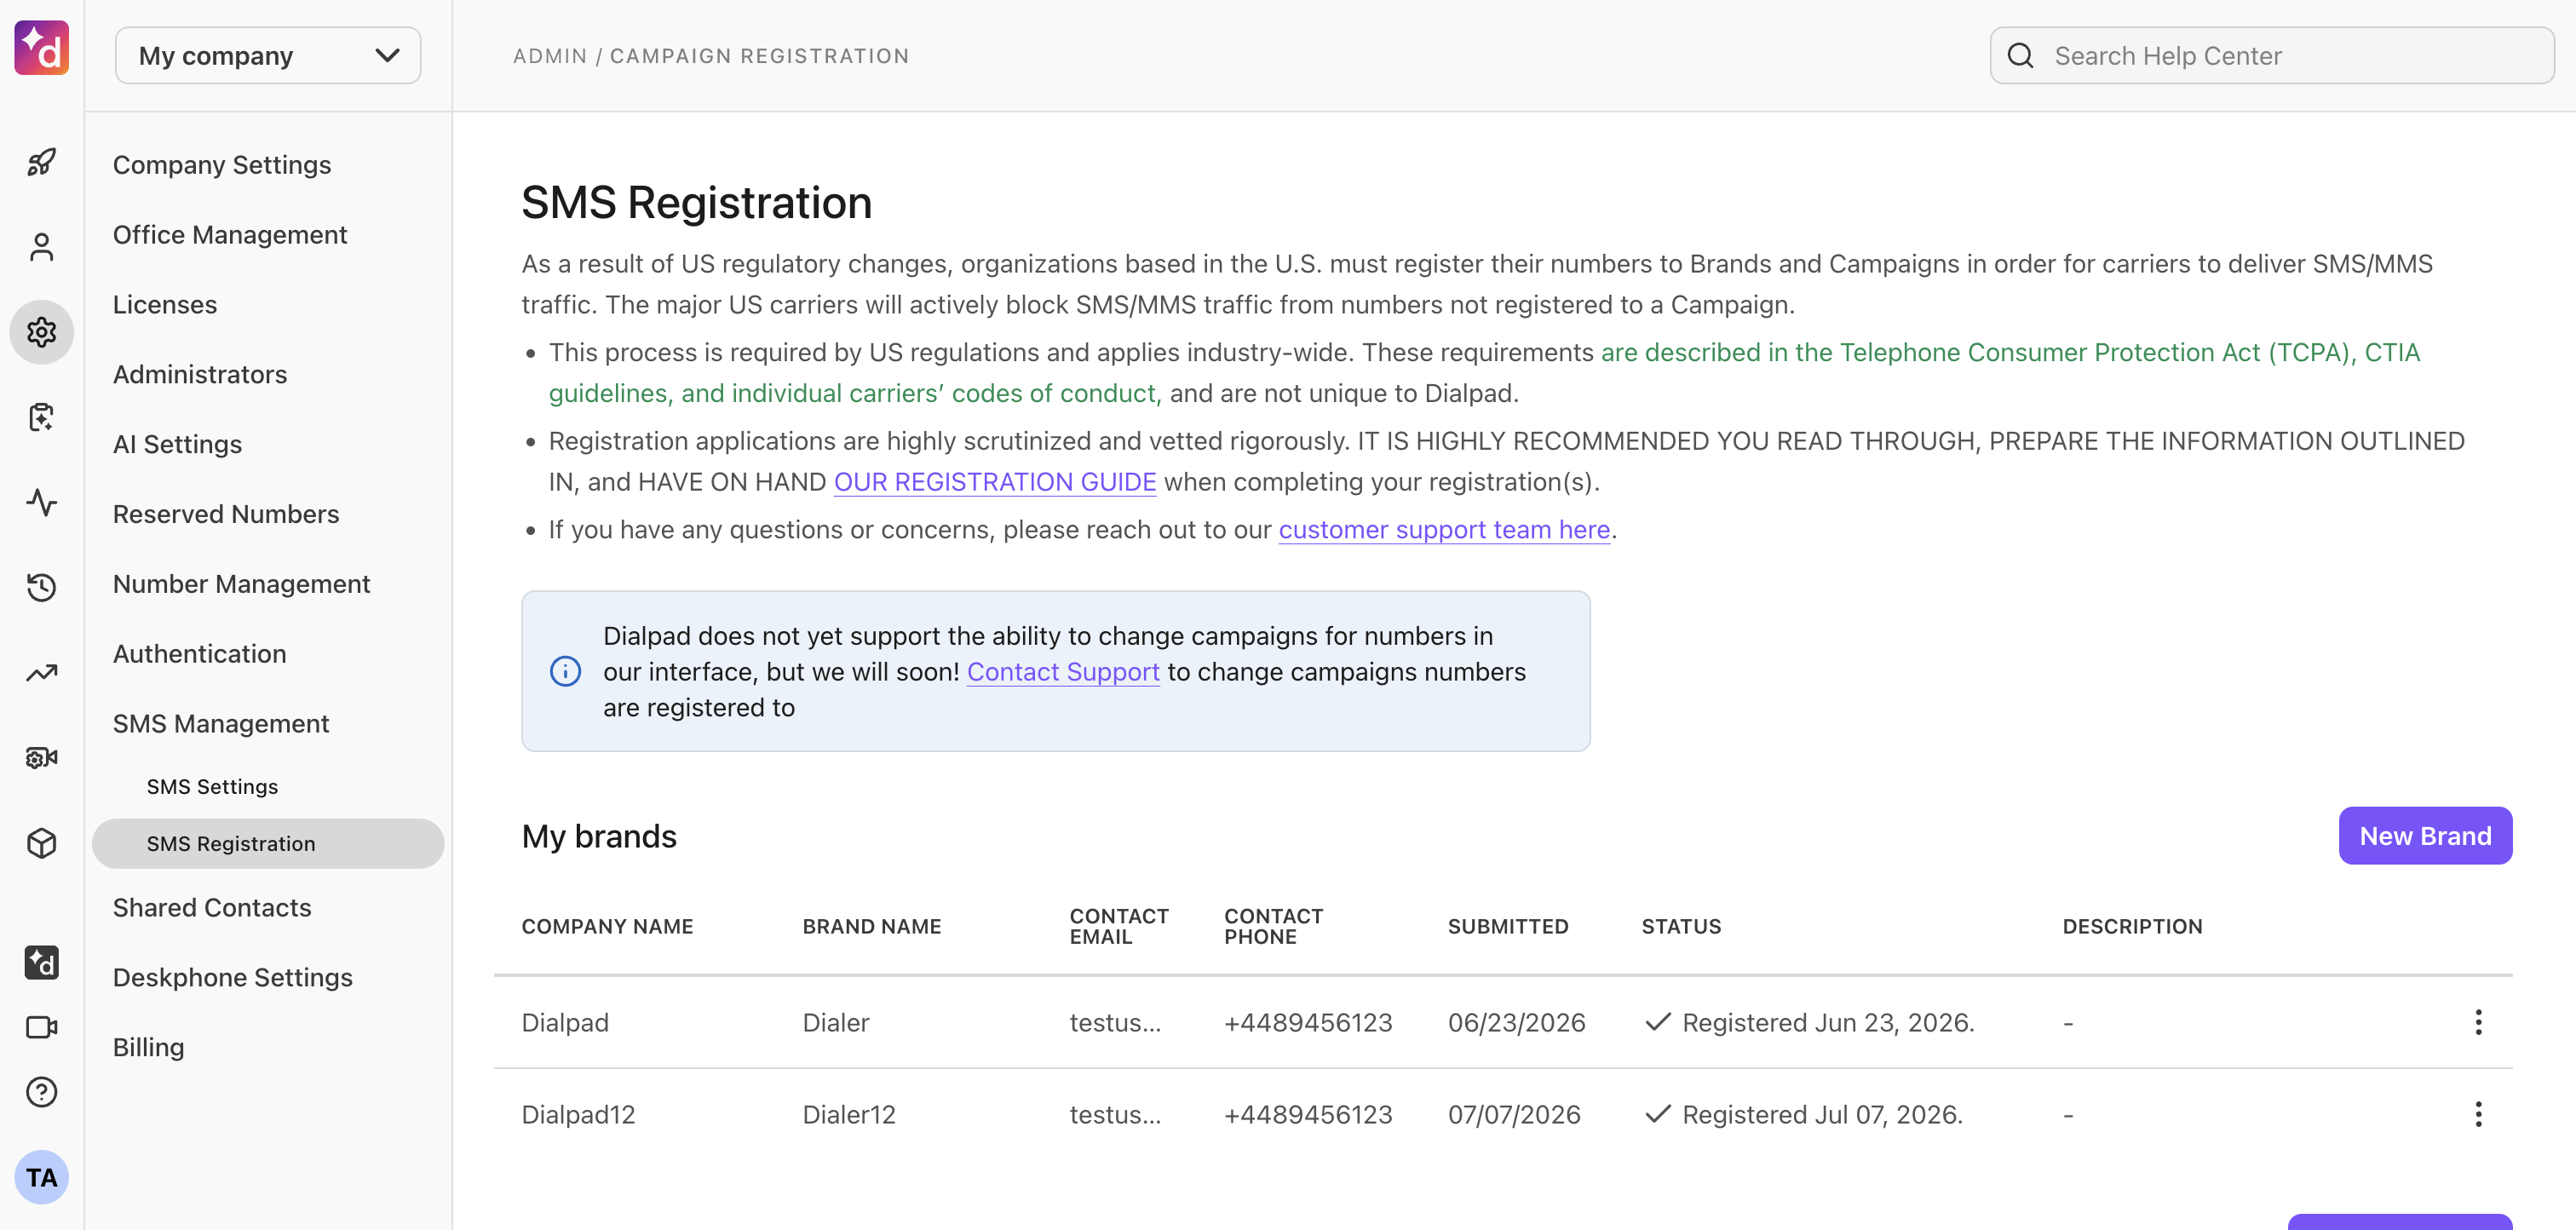 d
My company
ADMIN / CAMPAIGN REGISTRATION
Search Help Center
Company Settings
Office Management
Licenses
Administrators
AI Settings
Reserved Numbers
Number Management
Authentication
SMS Management
SMS Settings
SMS Registration
Shared Contacts
Deskphone Settings
Billing
d
TA
SMS Registration
As a result of US regulatory changes, organizations based in the U.S. must register their numbers to Brands and Campaigns in order for carriers to deliver SMS/MMS
traffic. The major US carriers will actively block SMS/MMS traffic from numbers not registered to a Campaign.
• This process is required by US regulations and applies industry-wide. These requirements are described in the Telephone Consumer Protection Act (TCPA), CTIA
guidelines, and individual carriers’ codes of conduct, and are not unique to Dialpad.
• Registration applications are highly scrutinized and vetted rigorously. IT IS HIGHLY RECOMMENDED YOU READ THROUGH, PREPARE THE INFORMATION OUTLINED
IN, and HAVE ON HAND OUR REGISTRATION GUIDE when completing your registration(s).
• If you have any questions or concerns, please reach out to our customer support team here.
Dialpad does not yet support the ability to change campaigns for numbers in
our interface, but we will soon! Contact Support to change campaigns numbers
are registered to
My brands
New Brand
COMPANY NAME BRAND NAME CONTACT EMAIL CONTACT PHONE SUBMITTED STATUS DESCRIPTION
Dialpad Dialer testus... +4489456123 06/23/2026 Registered Jun 23, 2026. -
Dialpad12 Dialer12 testus... +4489456123 07/07/2026 Registered Jul 07, 2026. -